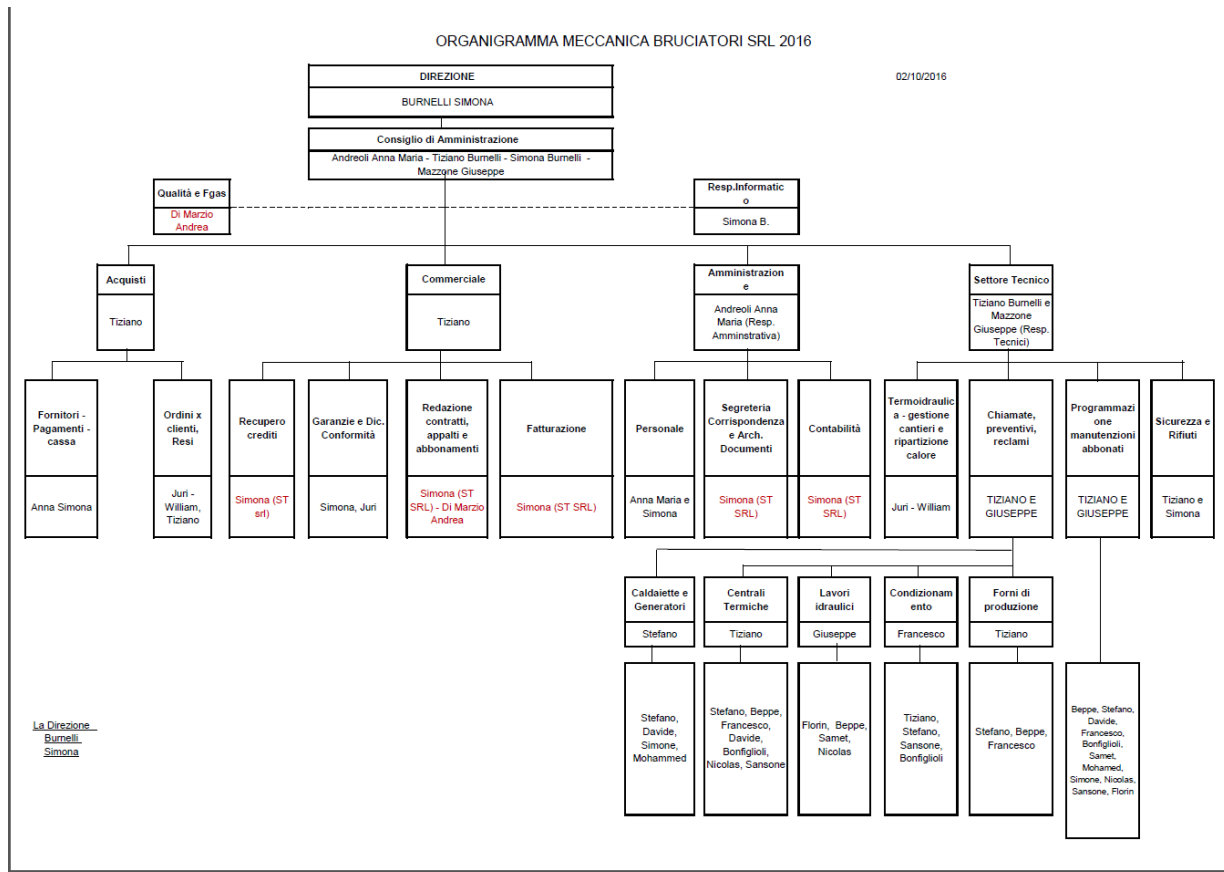 ORGANIGRAMMA MECCANICA BRUCIATORI SRL 2016
DIREZIONE
02/10/2016
BURNELLI SIMONA
Consiglio di Amministrazione
Andreoli Anna Maria - Tiziano Burnelli - Simona Burnelli -
Mazzone Giuseppe
Qualità e Fgas
Di Marzio
Andrea
Resp.Informatic
o
Simona B.
Acquisti
Tiziano
Commerciale
Tiziano
Amministrazion
e
Andreoli Anna
Maria (Resp.
Amminstrativa)
Settore Tecnico
Tiziano Burnelli e
Mazzone
Giuseppe (Resp.
Tecnici)
Fornitori -
Pagamenti -
cassa
Anna Simona
Ordini x
clienti,
Resi
Juri -
William,
Tiziano
Recupero
crediti
Simona (ST
srl)
Garanzie e Dic.
Conformità
Simona, Juri
Redazione
contratti,
appalti e
abbonamenti
Simona (ST
SRL) - Di Marzio
Andrea
Fatturazione
Simona (ST SRL)
Personale
Anna Maria e
Simona
Segreteria
Corrispondenza
e Arch.
Documenti
Simona (ST
SRL)
Contabilità
Simona (ST
SRL)
Termoidraulic
a - gestione
cantieri e
ripartizione
calore
Juri - William
Chiamate,
preventivi,
reclami
TIZIANO E
GIUSEPPE
Programmazi
one
manutenzioni
abbonati
TIZIANO E
GIUSEPPE
Sicurezza e
Rifiuti
Tiziano e
Simona
Caldaiette e
Generatori
Stefano
Stefano,
Davide,
Simone,
Mohammed
Centrali
Termiche
Tiziano
Stefano, Beppe,
Francesco,
Davide,
Bonfiglioli,
Nicolas, Sansone
Lavori
idraulici
Giuseppe
Florin, Beppe,
Samet,
Nicolas
Condizionam
ento
Francesco
Tiziano,
Stefano,
Sansone,
Bonfiglioli
Forni di
produzione
Tiziano
Stefano, Beppe,
Francesco
Beppe, Stefano,
Davide,
Francesco,
Bonfiglioli,
Samet,
Mohamed,
Simone, Nicolas,
Sansone, Florin
La Direzione
Burnelli
Simona